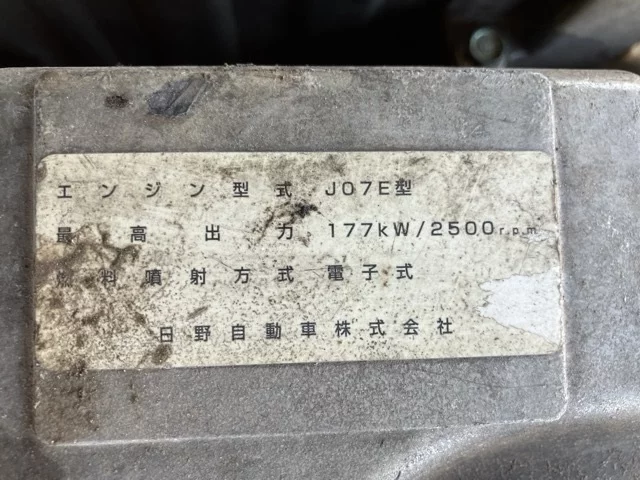 エンジン型式 J07E型
最高出力 177kW/2500rpm
燃料噴射方式 電子式
日野自動車株式会社